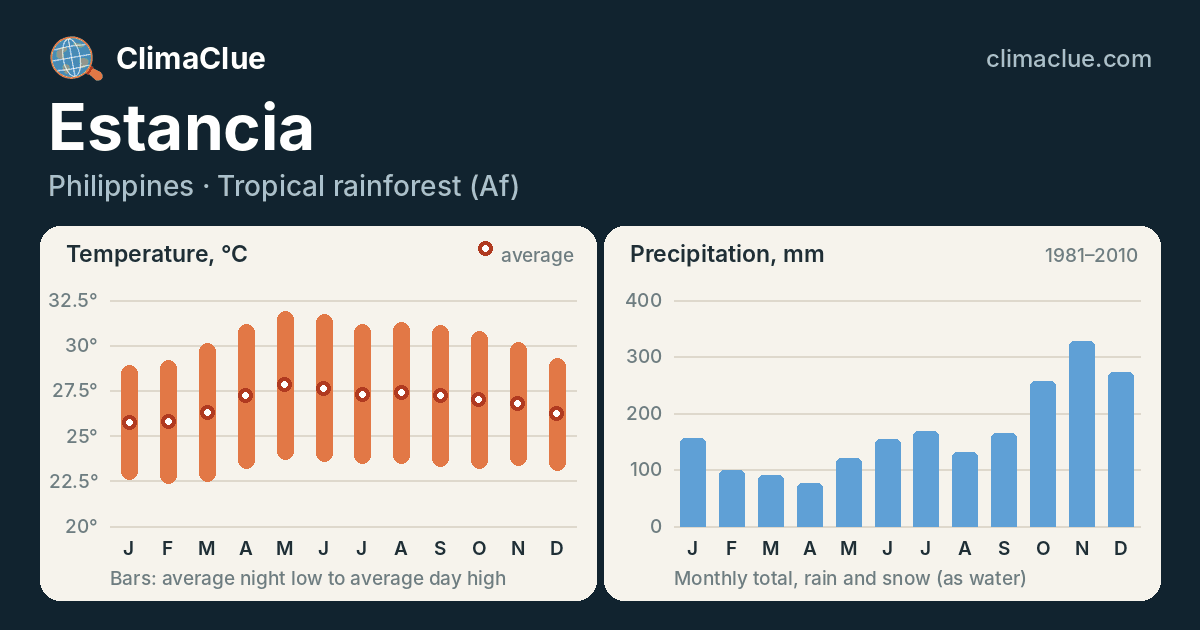 ClimaClue
climaclue.com
Estancia
Philippines · Tropical rainforest (Af)
Temperature, °C
average
32.5°
30°
27.5°
25°
22.5°
20°
J F M A M J J A S O N D
Bars: average night low to average day high
Precipitation, mm
1981–2010
400
300
200
100
0
J F M A M J J A S O N D
Monthly total, rain and snow (as water)